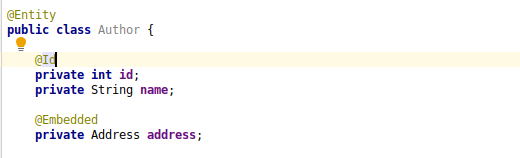 @Entity
public class Author {
@Id
private int id;
private String name;
@Embedded
private Address address;